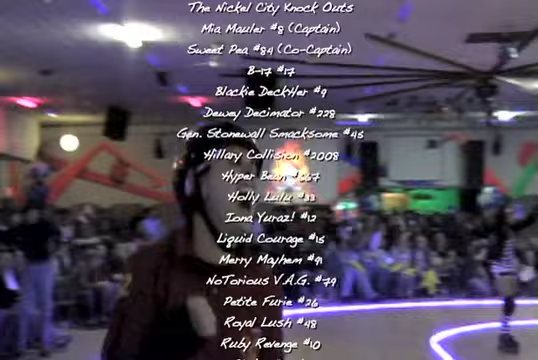 The Nickel City Knock Outs
Mia Mauler #8 (Captain)
Sweet Pea #84 (Co-Captain)
B-17 #17
Blackie DeckHer #9
Dewey Decimator #228
Gen. Stonewall Smacksome #45
Hillary Collision #2008
Hyper Bean
Holly Lulu #33
Iona Yuraz! #12
Liquid Courage #15
Merry Mayhem #91
NoTorious V.A.G. #79
Petite Furie #26
Royal Lush #48
Ruby Revenge #10